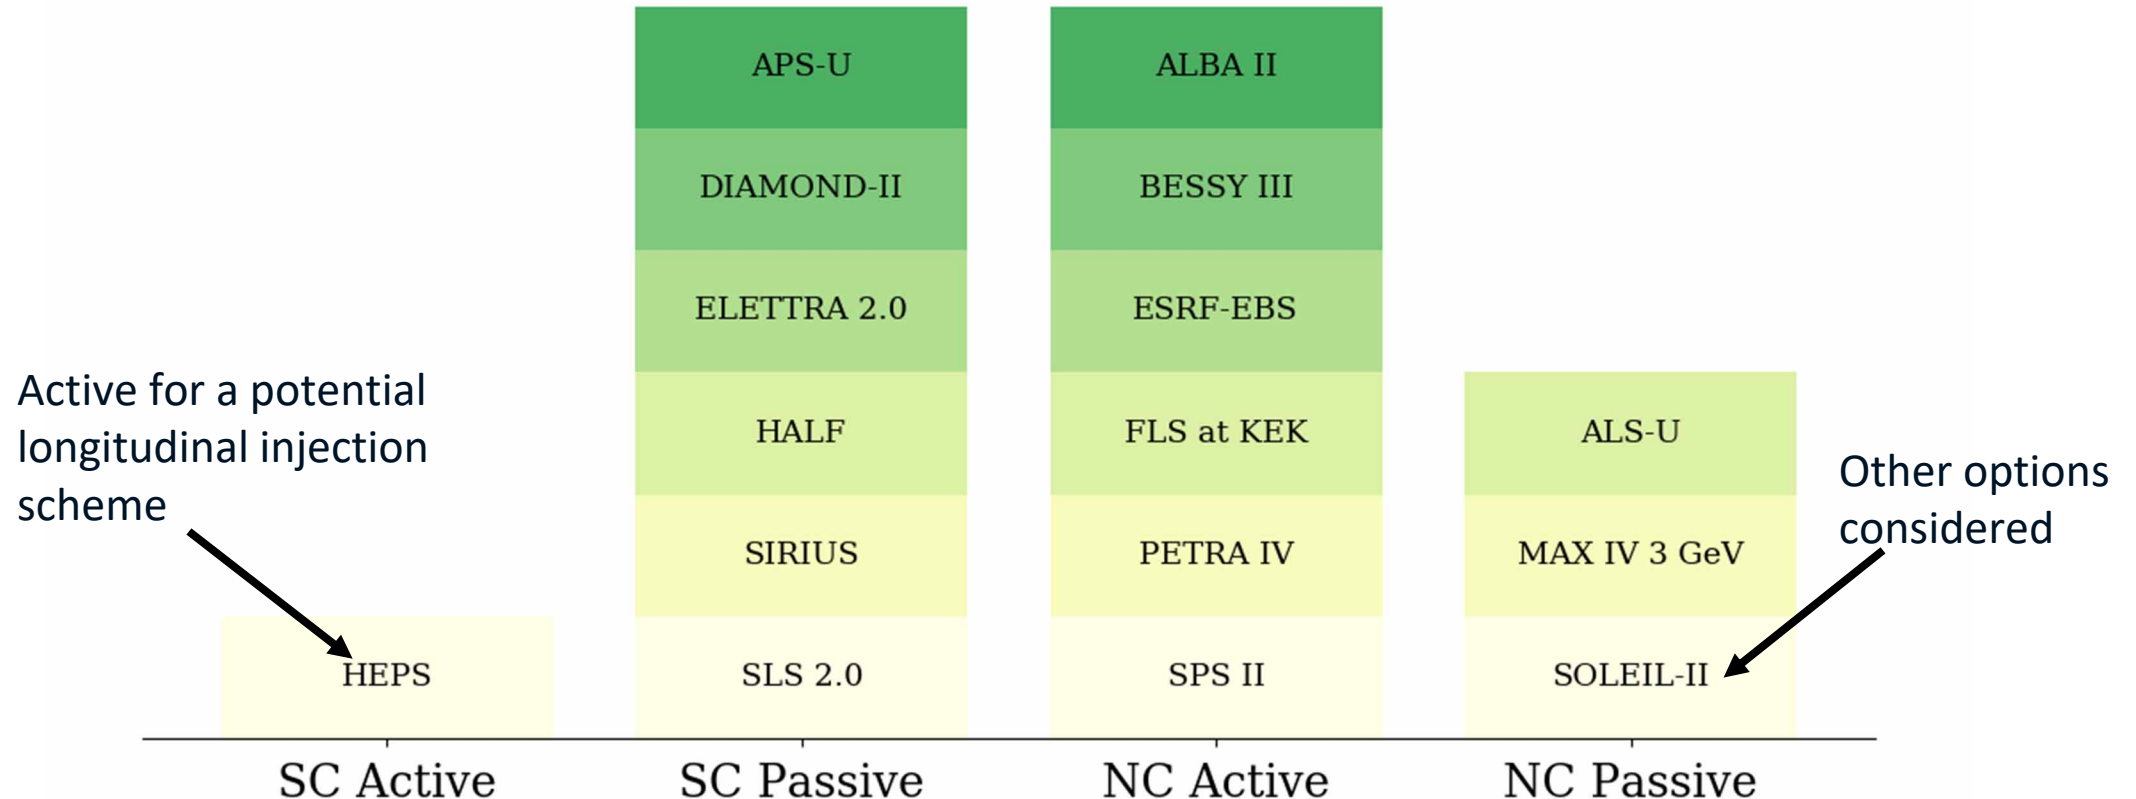 APS-U
ALBA II
DIAMOND-II
BESSY III
ELETTRA 2.0
ESRF-EBS
Active for a potential
longitudinal injection
scheme
HALF
FLS at KEK
ALS-U
Other options
considered
SIRIUS
PETRA IV
MAX IV 3 GeV
HEPS
SLS 2.0
SPS II
SOLEIL-II
SC Active
SC Passive
NC Active
NC Passive